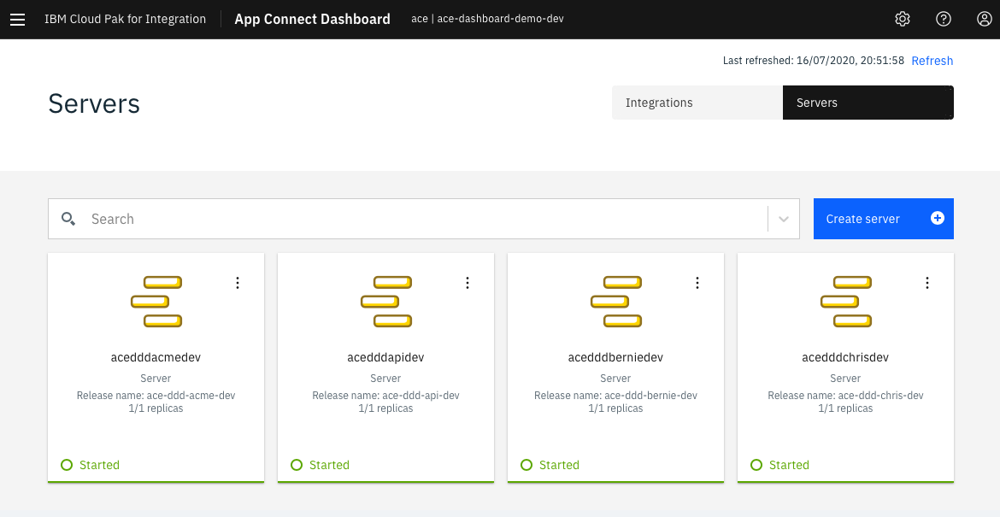 IBM Cloud Pak for Integration App Connect Dashboard ace | ace-dashboard-demo-dev
Last refreshed: 16/07/2020, 20:51:58 Refresh
Servers
Integrations Servers
Search
Create server
acedddacmedev
Server
Release name: ace-ddd-acme-dev
1/1 replicas
Started
acedddapidev
Server
Release name: ace-ddd-api-dev
1/1 replicas
Started
acedddberniedev
Server
Release name: ace-ddd-bernie-dev
1/1 replicas
Started
acedddchrisdev
Server
Release name: ace-ddd-chris-dev
1/1 replicas
Started